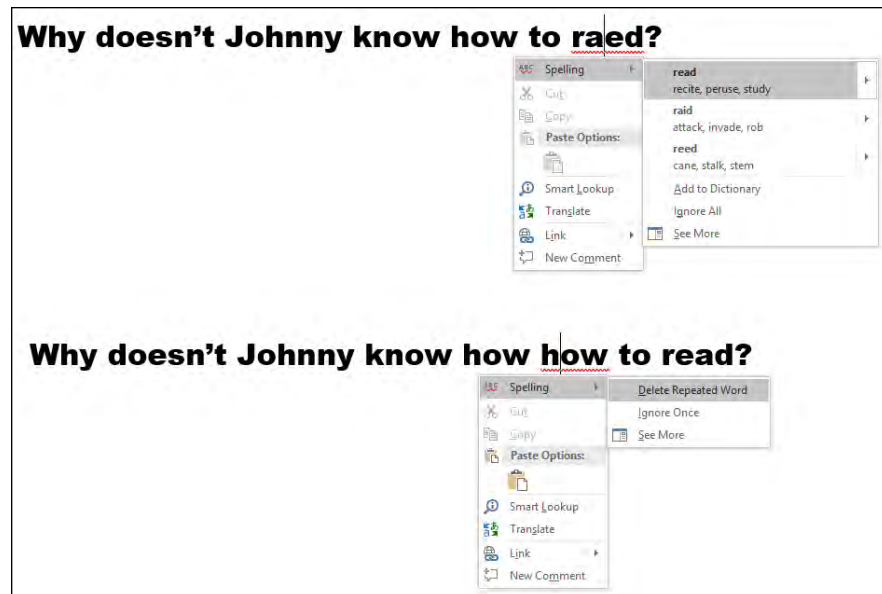 Why doesn't Johnny know how to raed?
ABC Spelling
Cut
Copy
Paste Options:
Smart Lookup
Translate
Link
New Comment
read
recite, peruse, study
raid
attack, invade, rob
reed
cane, stalk, stem
Add to Dictionary
Ignore All
See More
Why doesn't Johnny know how how to read?
ABC Spelling
Cut
Copy
Paste Options:
Smart Lookup
Translate
Link
New Comment
Delete Repeated Word
Ignore Once
See More